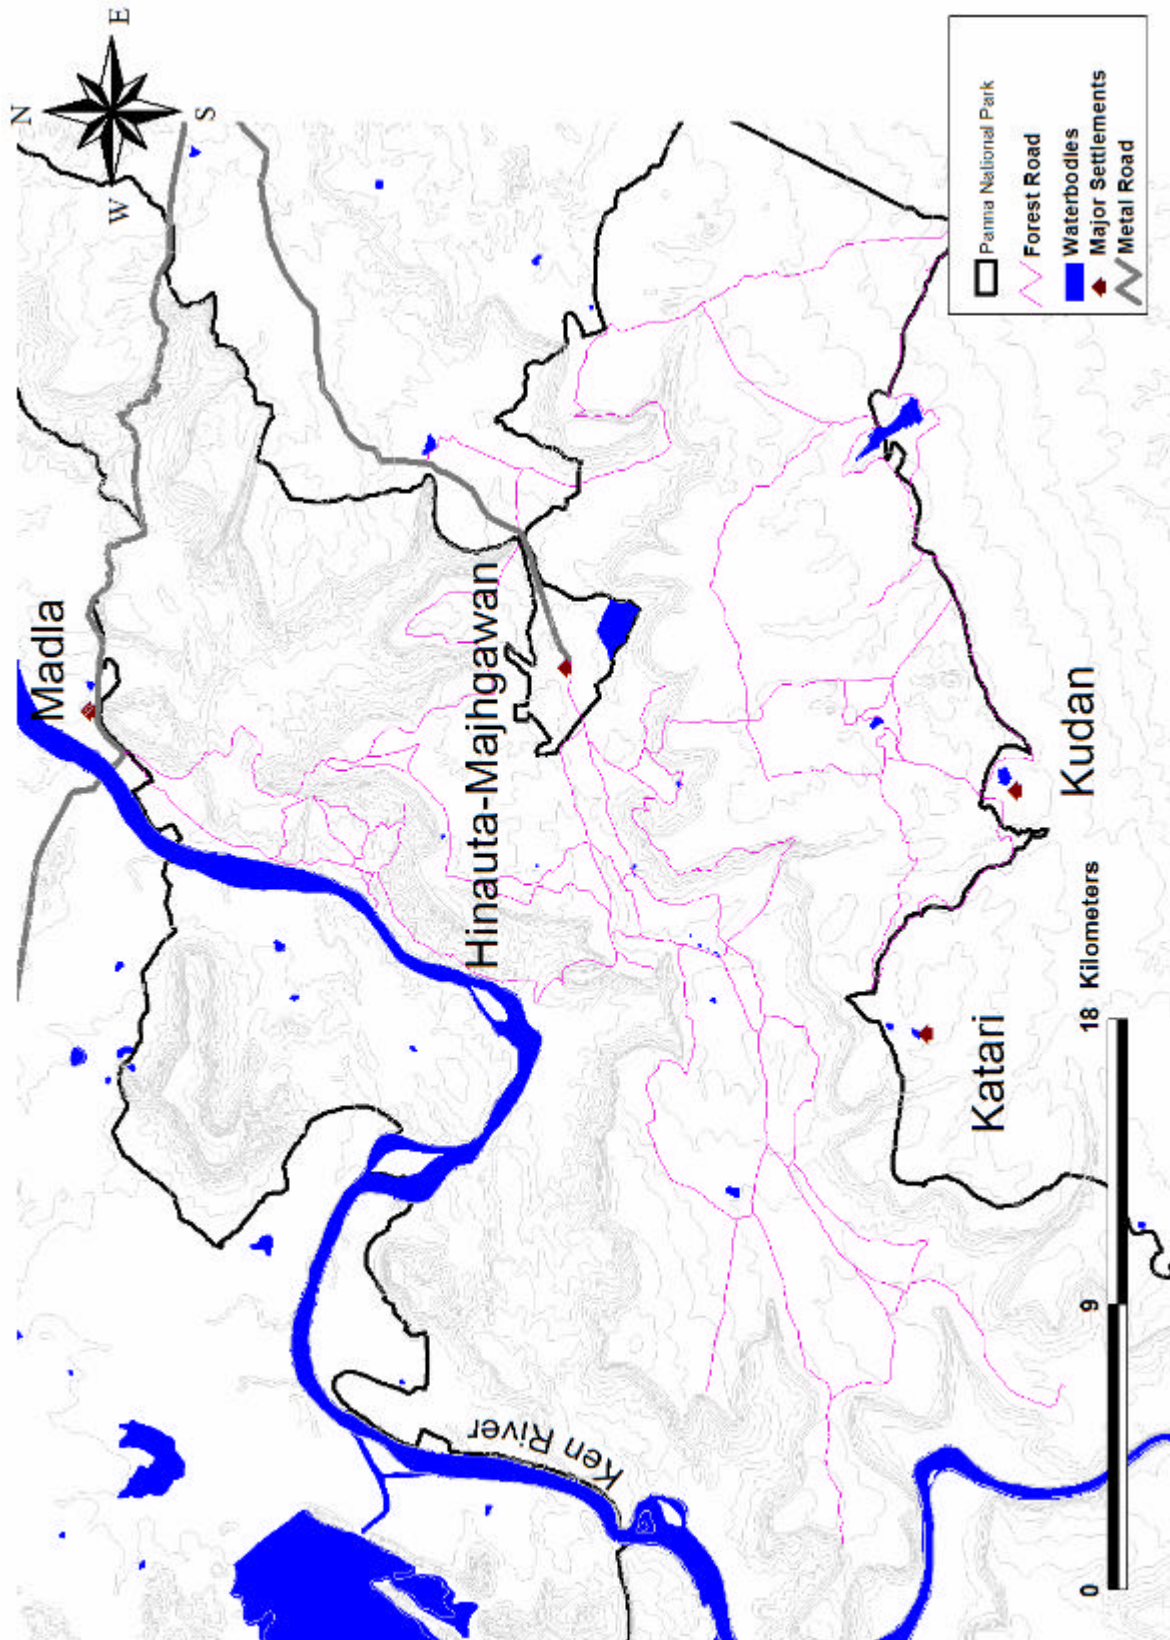 N
E
W
S
Panna National Park
Forest Road
Waterbodies
Major Settlements
Metal Road
Madla
Hinauta-Majhgawan
Kudan
Katari
Ken River
0 9 18 Kilometers